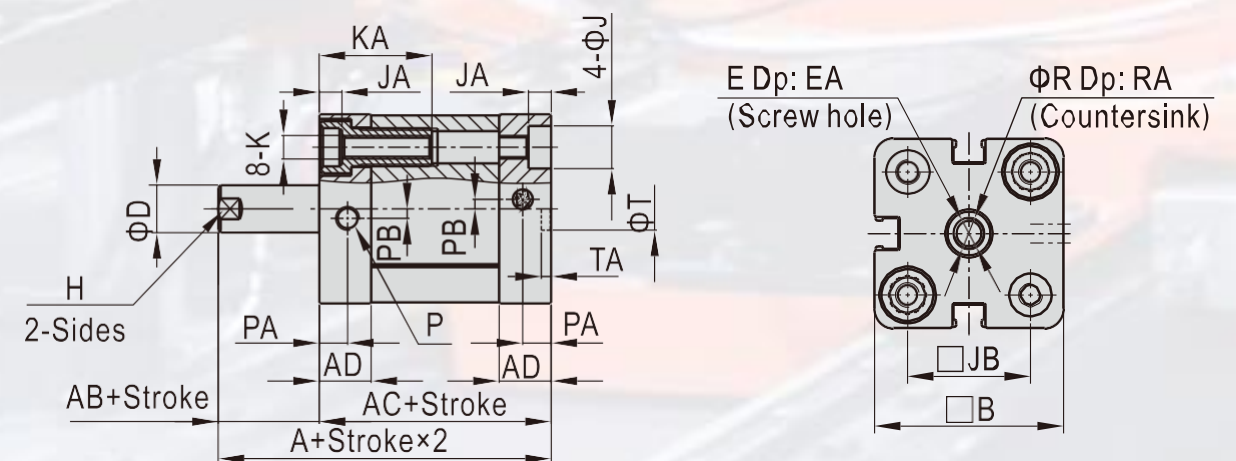 KA
JA
JA
4-ΦJ
8-K
ΦD
PB
PB
ΦT
TA
H
2-Sides
PA
P
PA
AD
AD
AB+Stroke
AC+Stroke
A+Stroke×2
E Dp: EA
(Screw hole)
ΦR Dp: RA
(Countersink)
□JB
□B